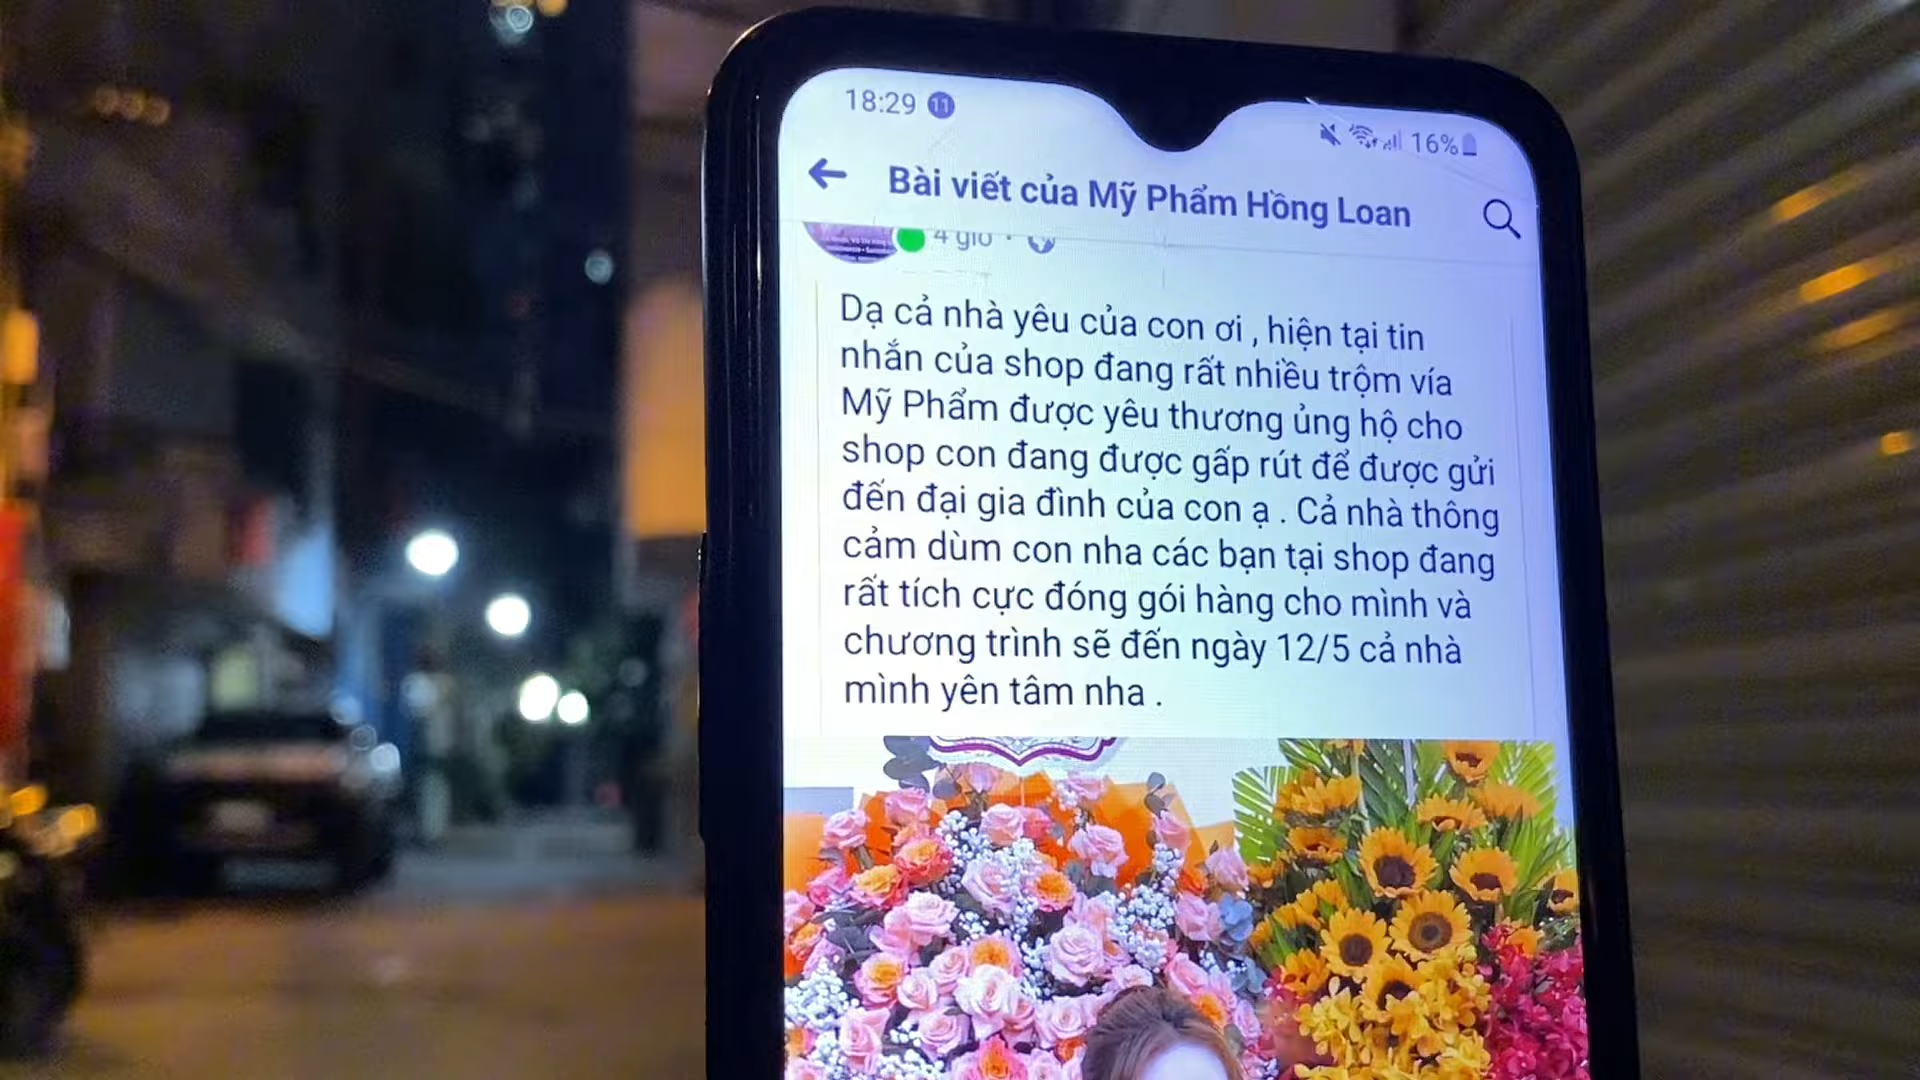 18:29 11
16%
Bài viết của Mỹ Phẩm Hồng Loan
4 giờ
Dạ cả nhà yêu của con ơi , hiện tại tin
nhắn của shop đang rất nhiều trộm vía
Mỹ Phẩm được yêu thương ủng hộ cho
shop con đang được gấp rút để được gửi
đến đại gia đình của con ạ . Cả nhà thông
cảm dùm con nha các bạn tại shop đang
rất tích cực đóng gói hàng cho mình và
chương trình sẽ đến ngày 12/5 cả nhà
mình yên tâm nha .